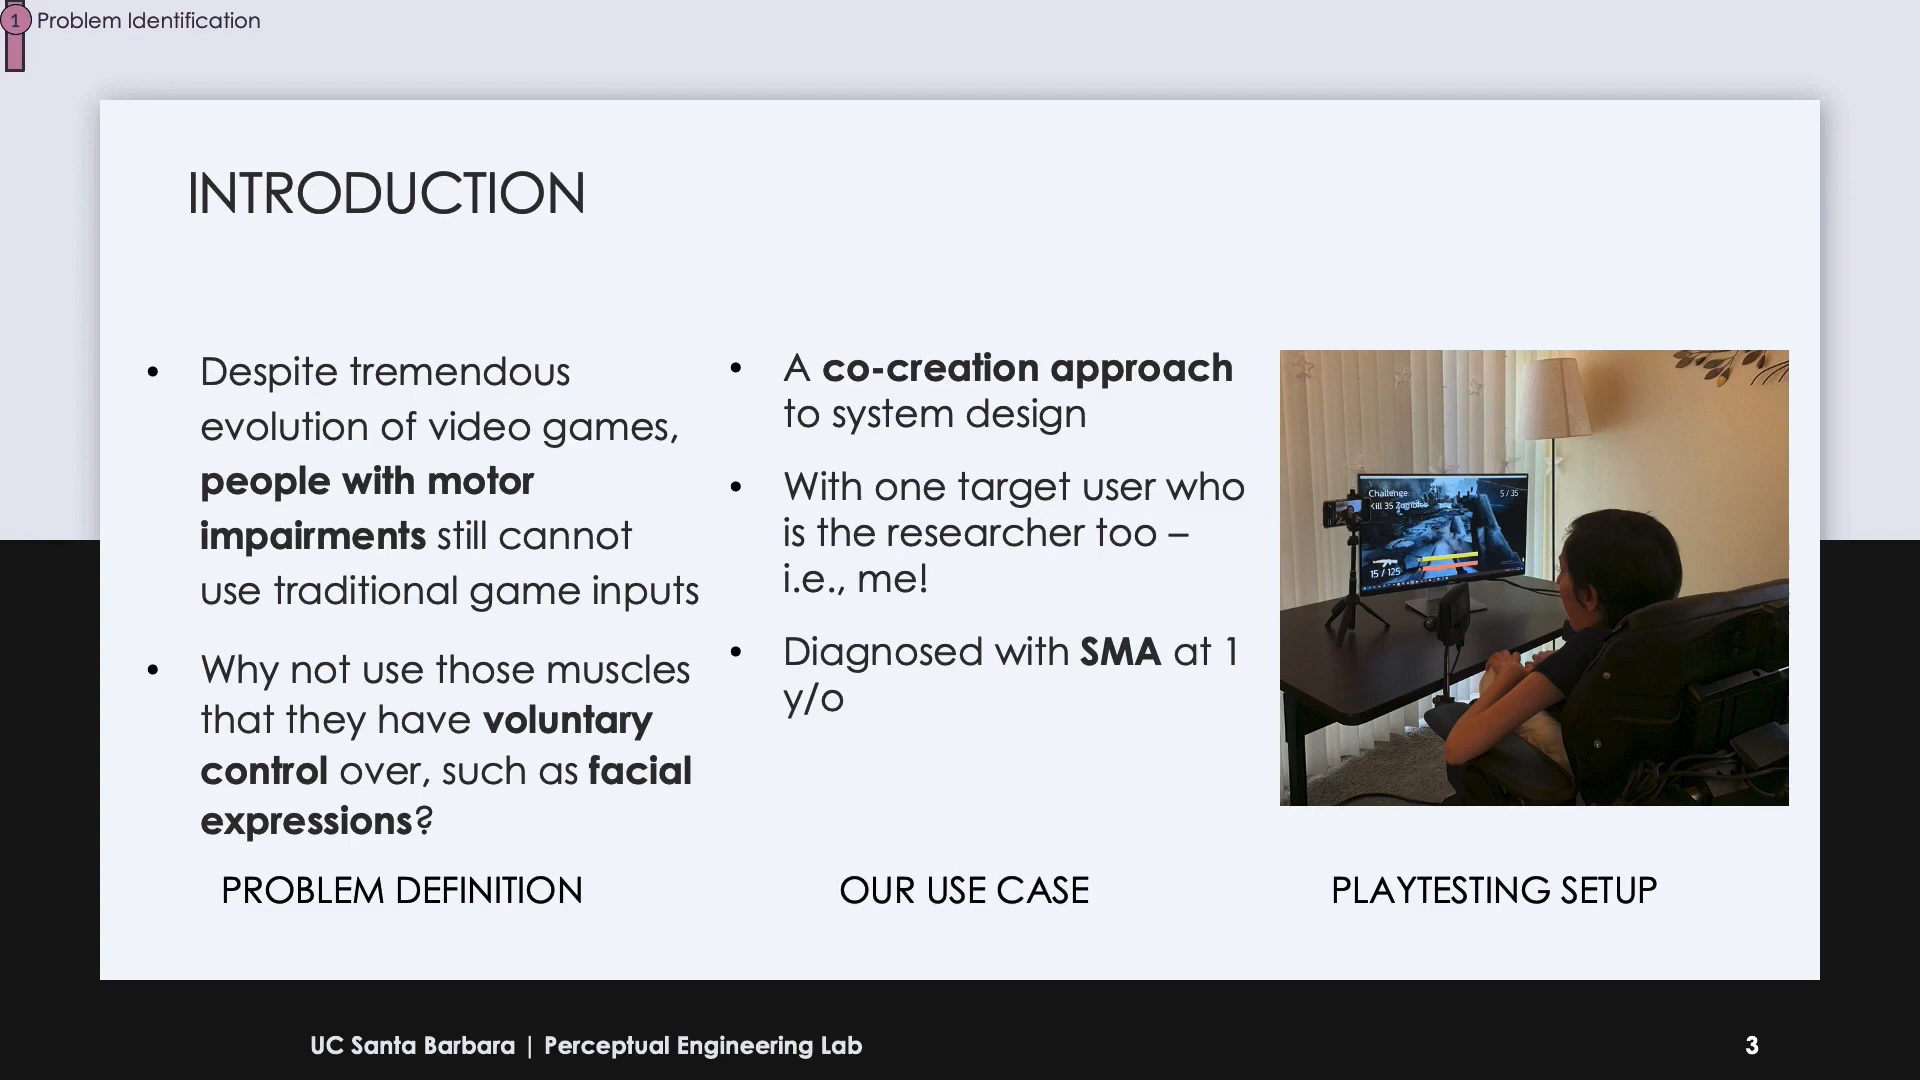 1 Problem Identification
INTRODUCTION
• Despite tremendous
evolution of video games,
people with motor
impairments still cannot
use traditional game inputs
• Why not use those muscles
that they have voluntary
control over, such as facial
expressions?
PROBLEM DEFINITION
• A co-creation approach
to system design
• With one target user who
is the researcher too –
i.e., me!
• Diagnosed with SMA at 1
y/o
OUR USE CASE
Challenge
Kill 35 Zombies
5 / 35
15 / 125
PLAYTESTING SETUP
UC Santa Barbara | Perceptual Engineering Lab
3